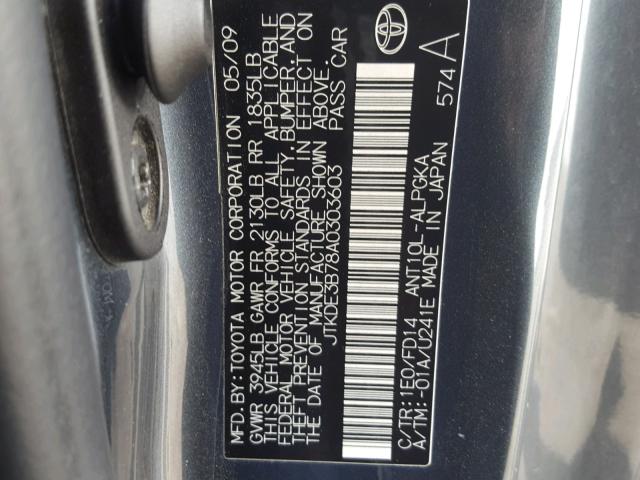 MFD. BY: TOYOTA MOTOR CORPORATION 05/09
GVWR 3945LB GAWR FR 2130LB RR 1835LB
THIS VEHICLE CONFORMS TO ALL APPLICABLE
FEDERAL MOTOR VEHICLE SAFETY, BUMPER, AND
THEFT PREVENTION STANDARDS IN EFFECT ON
THE DATE OF MANUFACTURE SHOWN ABOVE.
JTKDE3B78A0303603 PASS CAR
C/TR:1E0/FD14 ANT10L-ALPGKA
A/TM:-01A/U241E MADE IN JAPAN 574A